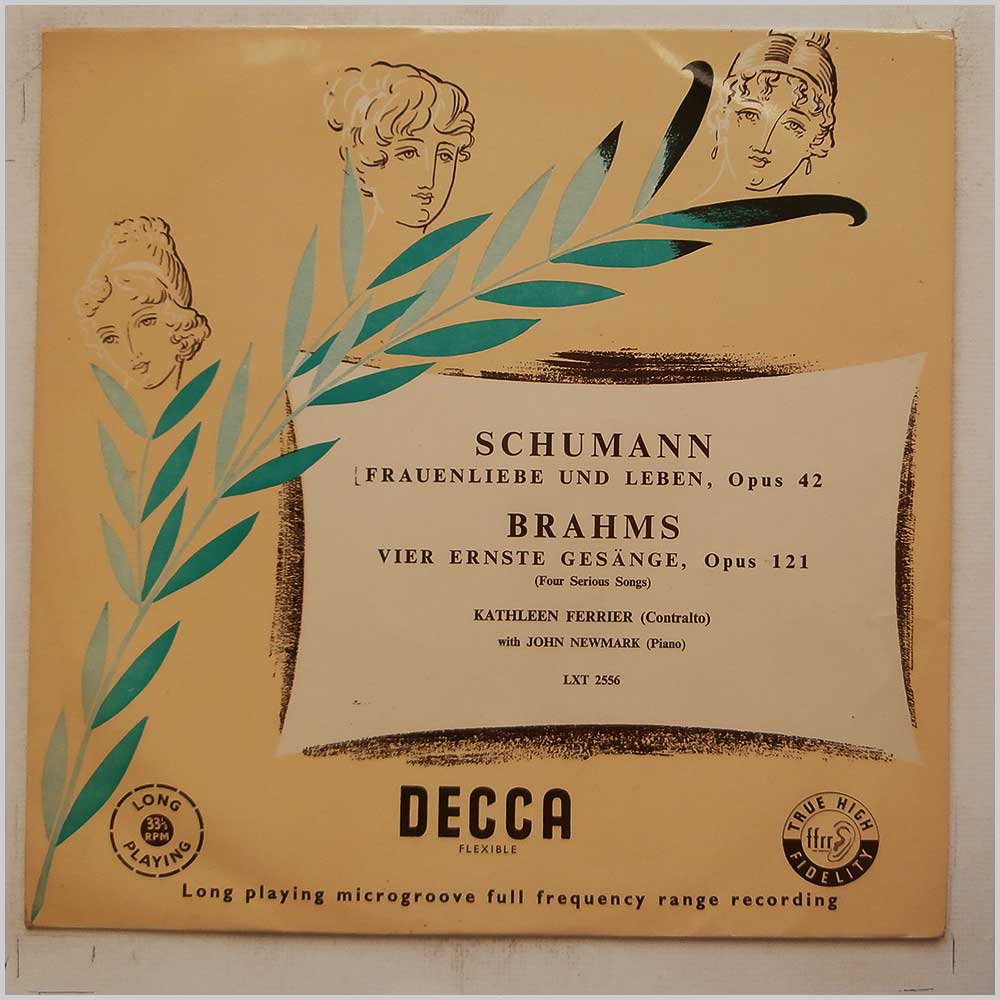 SCHUMANN
FRAUENLIEBE UND LEBEN, Opus 42
BRAHMS
VIER ERNSTE GESÄNGE, Opus 121
(Four Serious Songs)
KATHLEEN FERRIER (Contralto)
with JOHN NEWMARK (Piano)
LXT 2556
LONG
33⅓
RPM
PLAYING
DECCA
FLEXIBLE
TRUE HIGH
ffrr
FIDELITY
Long playing microgroove full frequency range recording